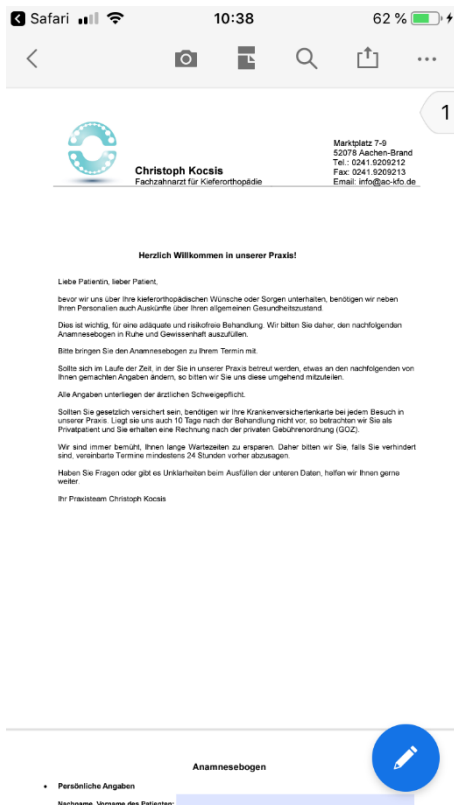 Safari 10:38 62 %
1
Marktplatz 7-9
52078 Aachen-Brand
Tel.: 0241.9209212
Christoph Kocsis Fax: 0241.9209213
Fachzahnarzt für Kieferorthopädie Email: info@ac-kfo.de
Herzlich Willkommen in unserer Praxis!
Liebe Patientin, lieber Patient,
bevor wir uns über Ihre kieferorthopädischen Wünsche oder Sorgen unterhalten, benötigen wir neben
Ihren Personalien auch Auskünfte über Ihren allgemeinen Gesundheitszustand.
Dies ist wichtig, für eine adäquate und risikofreie Behandlung. Wir bitten Sie daher, den nachfolgenden
Anamnesebogen in Ruhe und Gewissenhaft auszufüllen.
Bitte bringen Sie den Anamnesebogen zu Ihrem Termin mit.
Sollte sich im Laufe der Zeit, in der Sie in unserer Praxis betreut werden, etwas an den nachfolgenden von
Ihnen gemachten Angaben ändern, so bitten wir Sie uns diese umgehend mitzuteilen.
Alle Angaben unterliegen der ärztlichen Schweigepflicht.
Sollten Sie gesetzlich versichert sein, benötigen wir Ihre Krankenversichertenkarte bei jedem Besuch in
unserer Praxis. Liegt sie uns auch 10 Tage nach der Behandlung nicht vor, so betrachten wir Sie als
Privatpatient und Sie erhalten eine Rechnung nach der privaten Gebührenordnung (GOZ).
Wir sind immer bemüht, Ihnen lange Wartezeiten zu ersparen. Daher bitten wir Sie, falls Sie verhindert
sind, vereinbarte Termine mindestens 24 Stunden vorher abzusagen.
Haben Sie Fragen oder gibt es Unklarheiten beim Ausfüllen der unteren Daten, helfen wir Ihnen gerne
weiter.
Ihr Praxisteam Christoph Kocsis
Anamnesebogen
• Persönliche Angaben
Nachname, Vorname des Patienten: